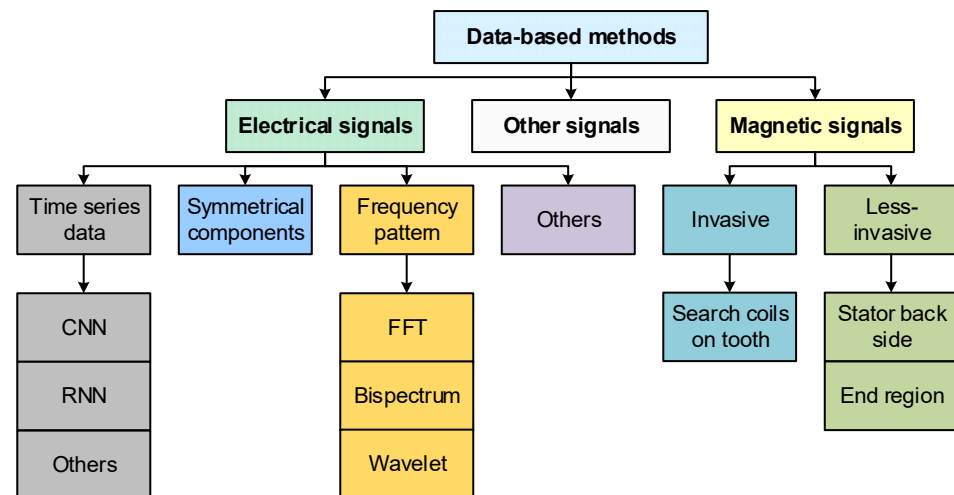 Data-based methods
Electrical signals
Other signals
Magnetic signals
Time series
data
Symmetrical
components
Frequency
pattern
Others
Invasive
Less-
invasive
CNN
RNN
Others
FFT
Bispectrum
Wavelet
Search coils
on tooth
Stator back
side
End region